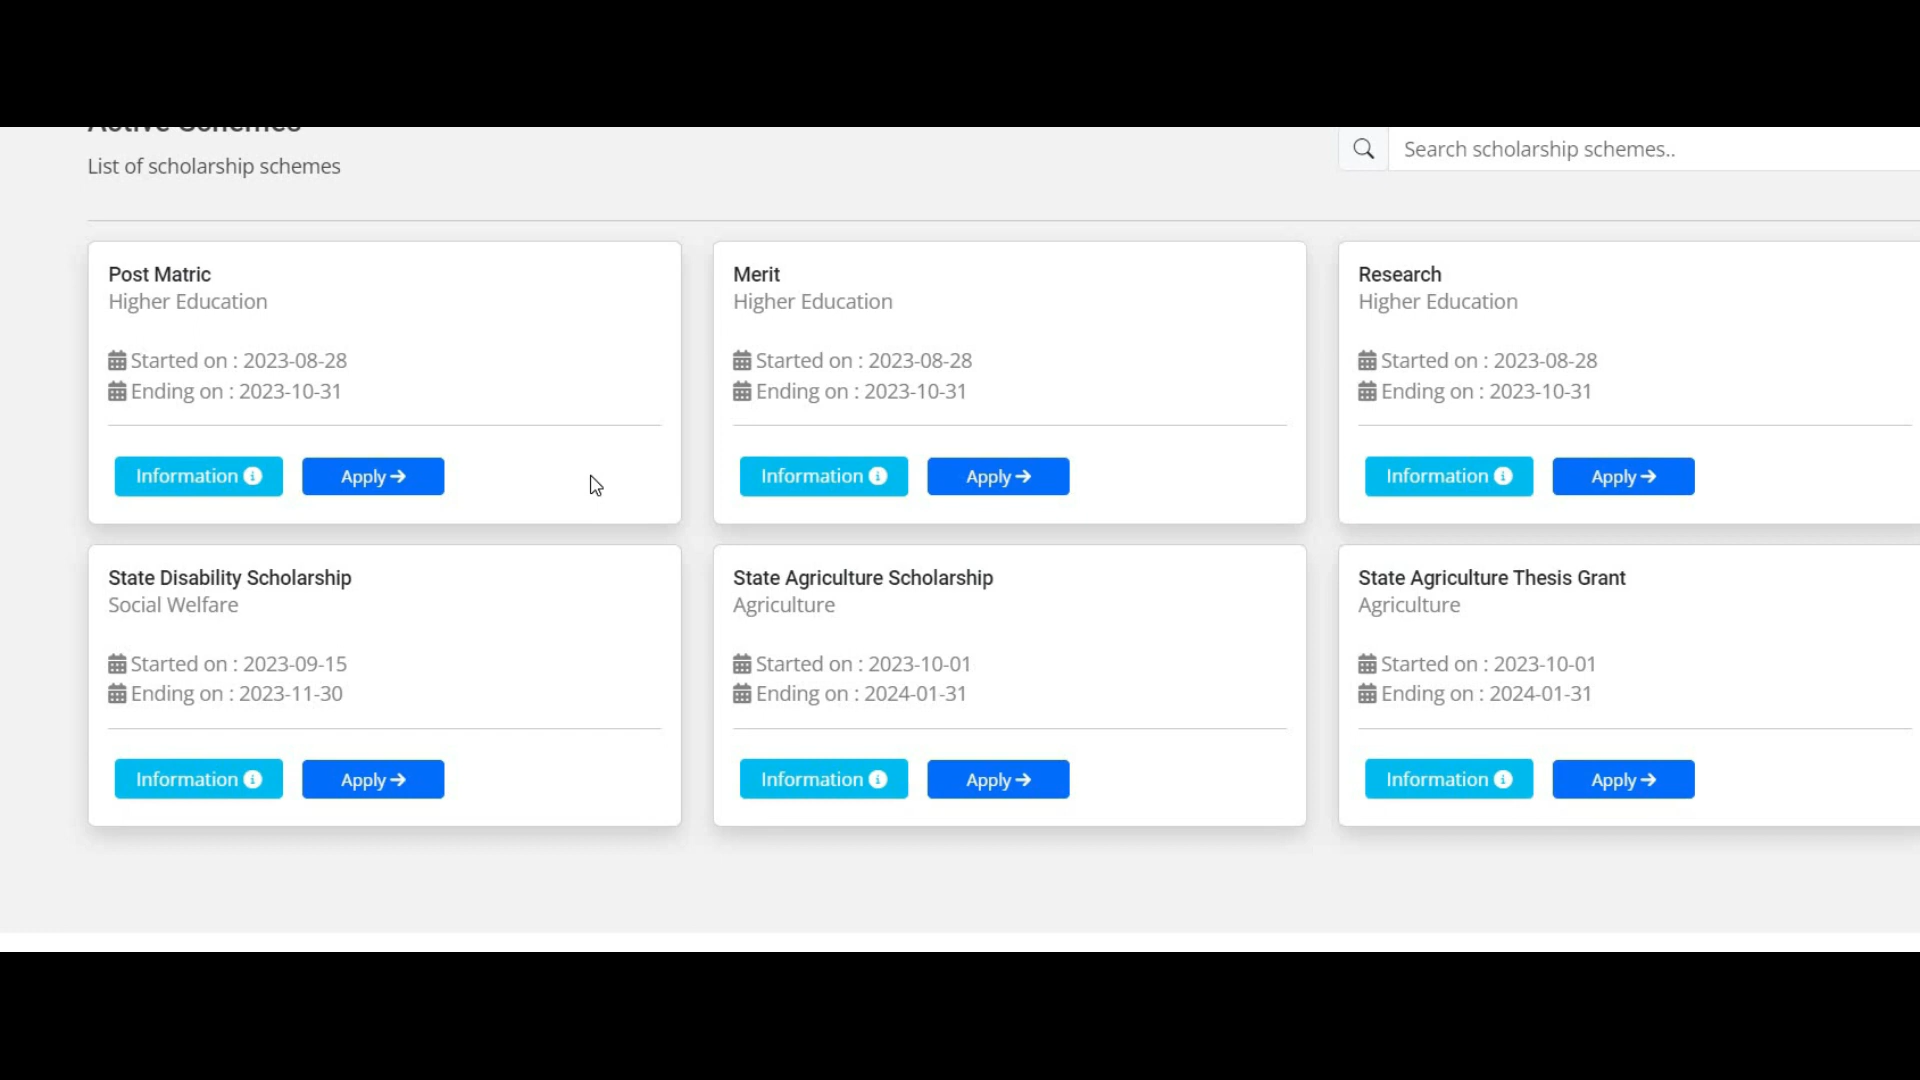 Active Schemes
List of scholarship schemes
Search scholarship schemes..
Post Matric
Higher Education
Started on : 2023-08-28
Ending on : 2023-10-31
Information
Apply
Merit
Higher Education
Started on : 2023-08-28
Ending on : 2023-10-31
Information
Apply
Research
Higher Education
Started on : 2023-08-28
Ending on : 2023-10-31
Information
Apply
State Disability Scholarship
Social Welfare
Started on : 2023-09-15
Ending on : 2023-11-30
Information
Apply
State Agriculture Scholarship
Agriculture
Started on : 2023-10-01
Ending on : 2024-01-31
Information
Apply
State Agriculture Thesis Grant
Agriculture
Started on : 2023-10-01
Ending on : 2024-01-31
Information
Apply